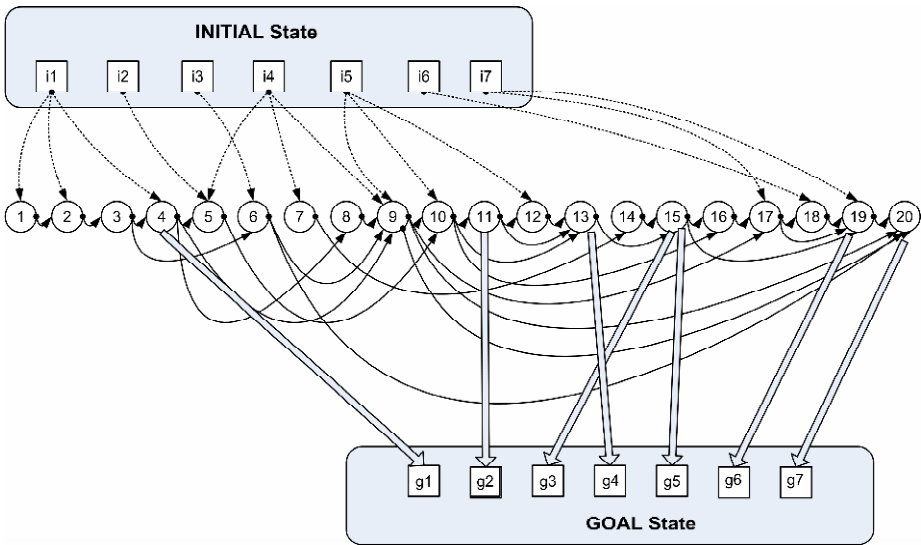 INITIAL State
i1 i2 i3 i4 i5 i6 i7
1 2 3 4 5 6 7 8 9 10 11 12 13 14 15 16 17 18 19 20
g1 g2 g3 g4 g5 g6 g7
GOAL State